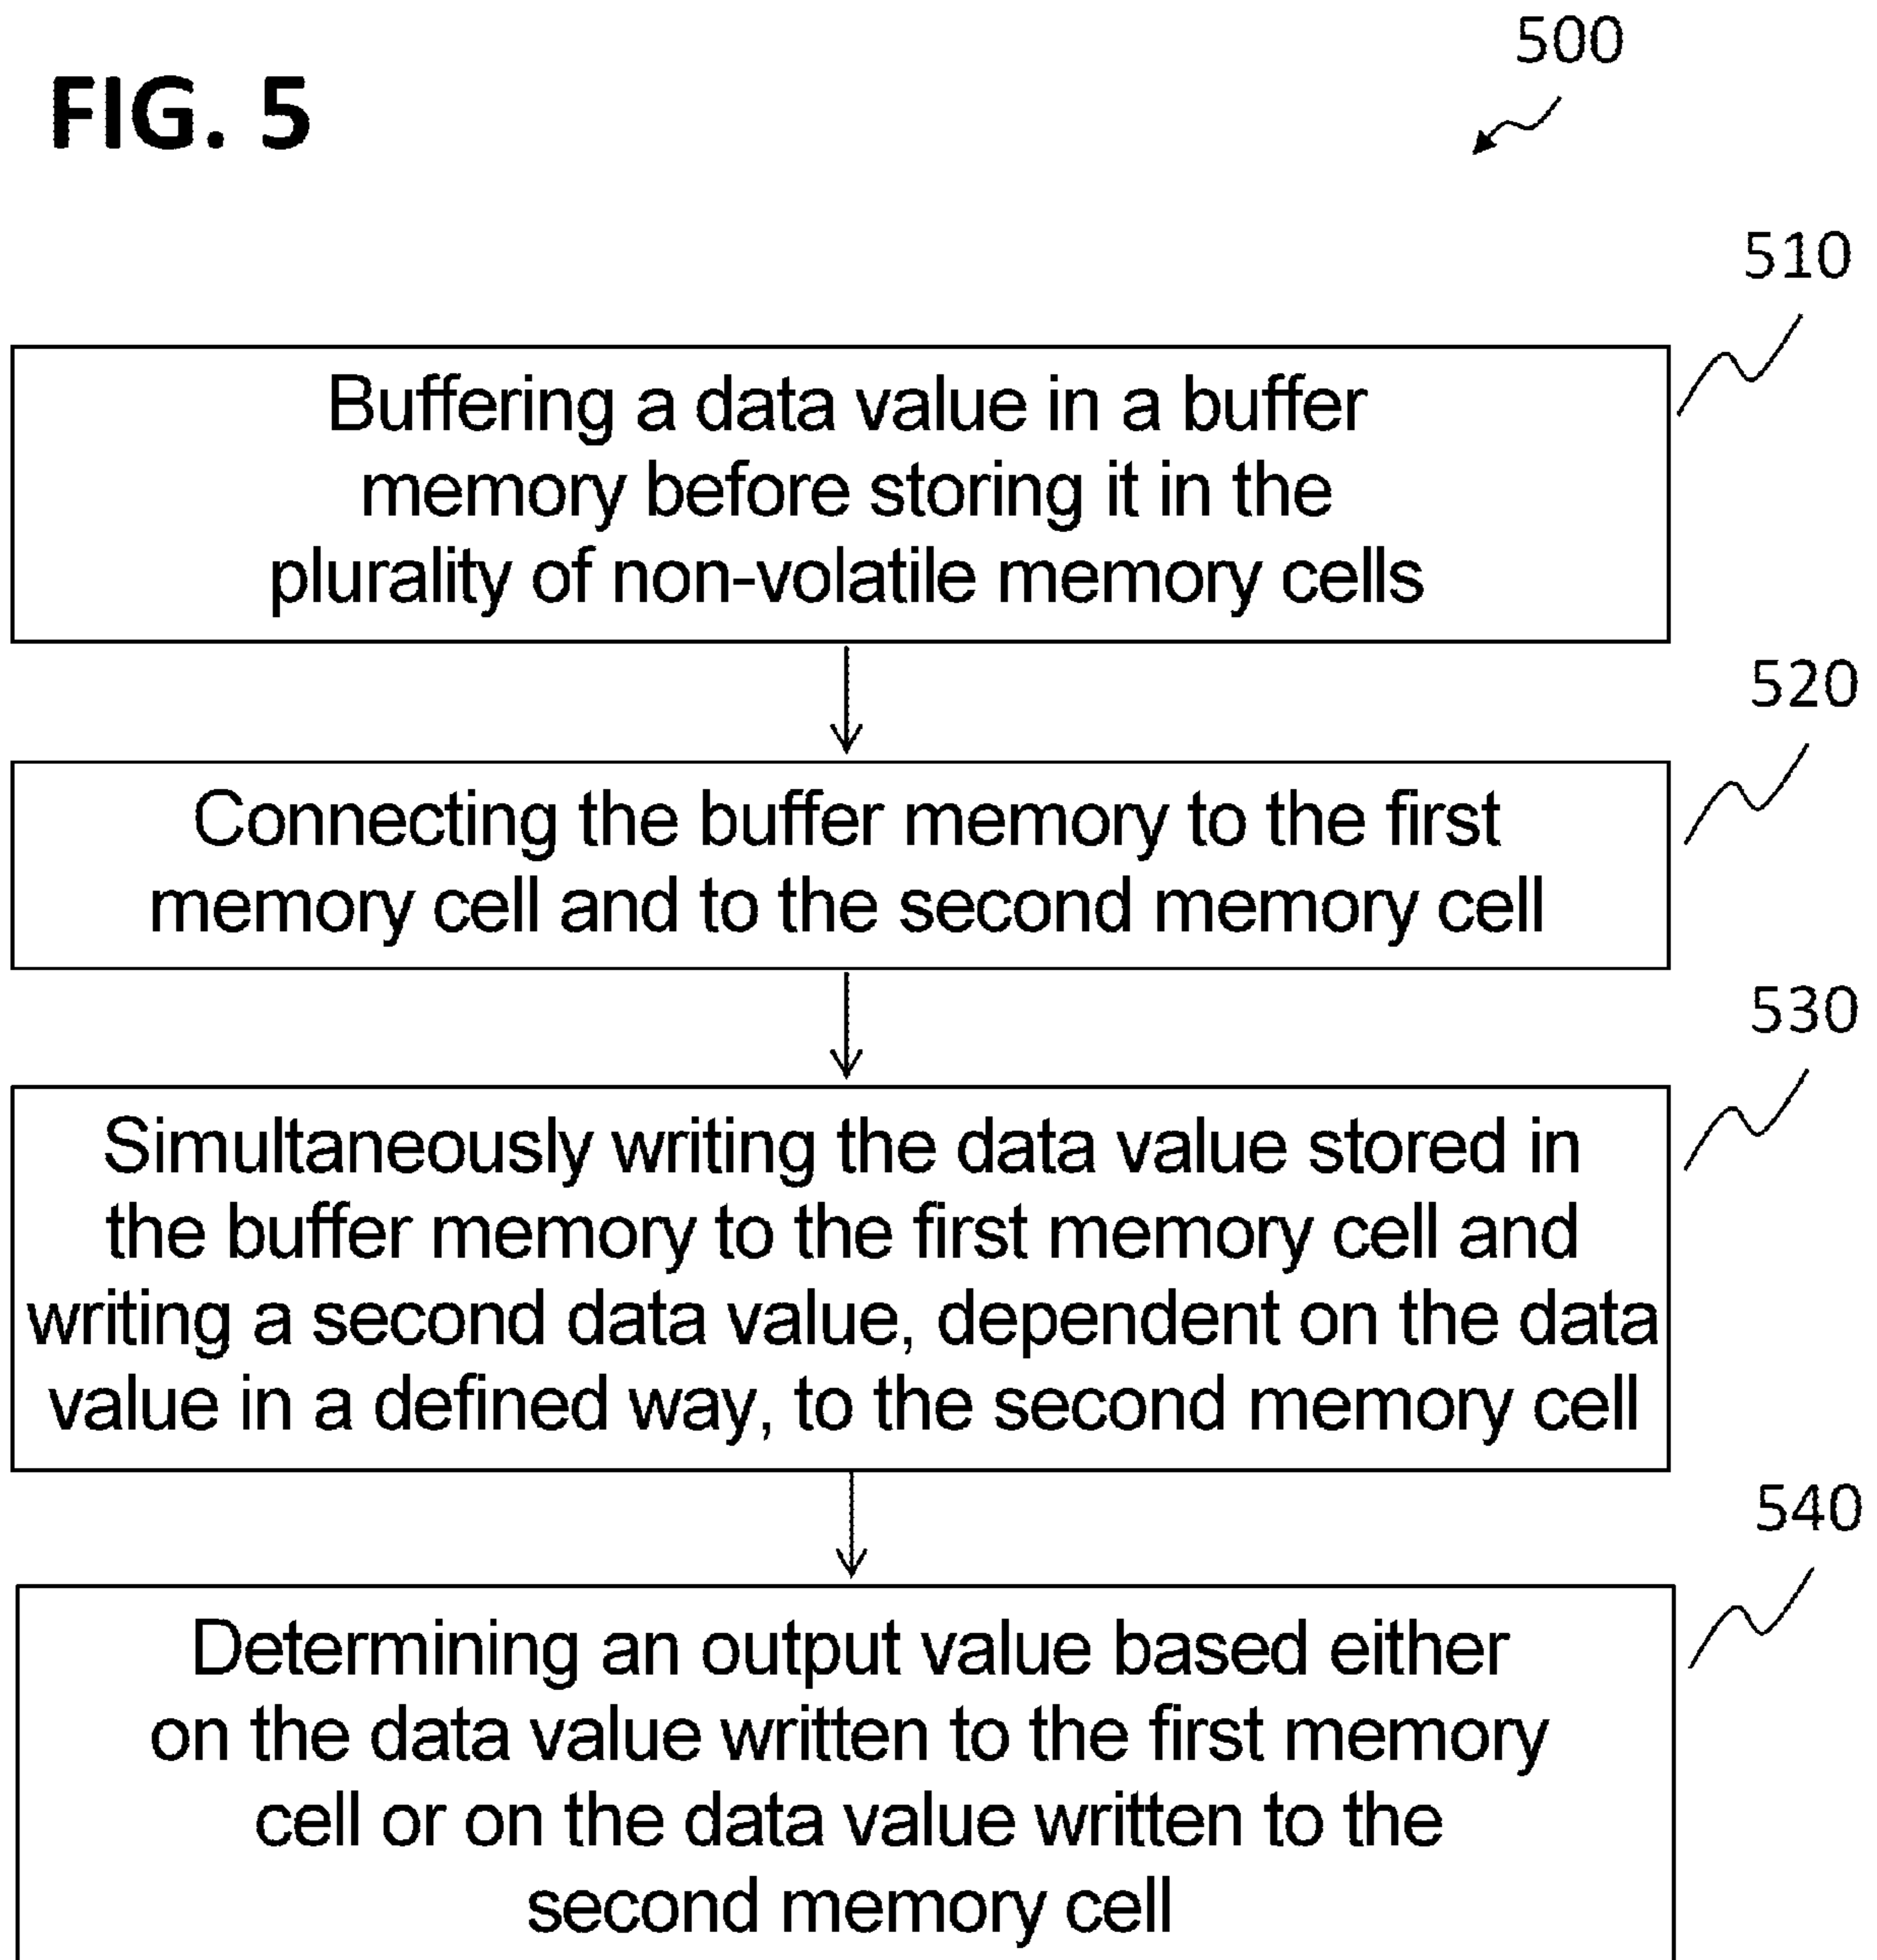 500
FIG. 5
510
Buffering a data value in a buffer
memory before storing it in the
plurality of non-volatile memory cells
520
Connecting the buffer memory to the first
memory cell and to the second memory cell
530
Simultaneously writing the data value stored in
the buffer memory to the first memory cell and
writing a second data value, dependent on the data
value in a defined way, to the second memory cell
540
Determining an output value based either
on the data value written to the first memory
cell or on the data value written to the
second memory cell